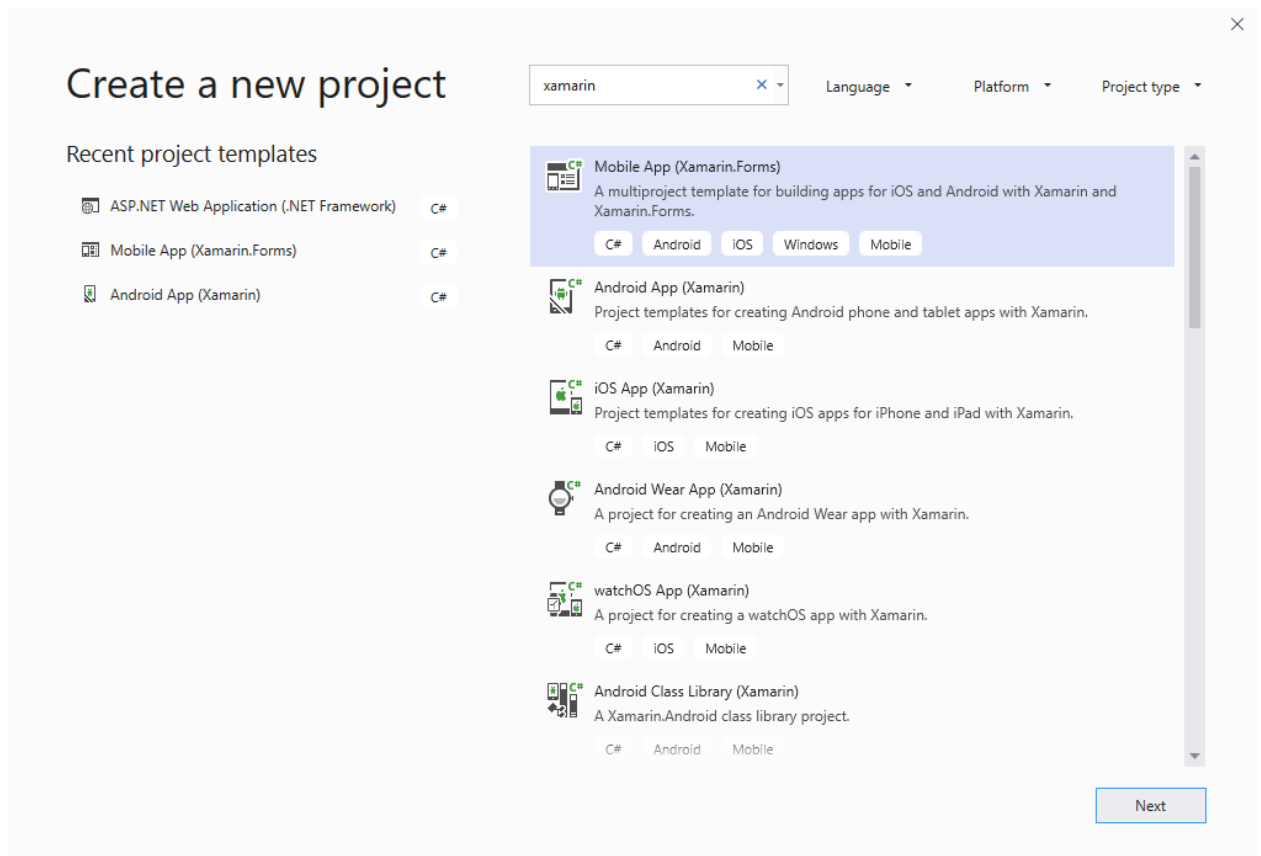 Create a new project
xamarin
Language
Platform
Project type
Recent project templates
ASP.NET Web Application (.NET Framework) C#
Mobile App (Xamarin.Forms) C#
Android App (Xamarin) C#
C#
Mobile App (Xamarin.Forms)
A multiproject template for building apps for iOS and Android with Xamarin and
Xamarin.Forms.
C# Android iOS Windows Mobile
C#
Android App (Xamarin)
Project templates for creating Android phone and tablet apps with Xamarin.
C# Android Mobile
C#
iOS App (Xamarin)
Project templates for creating iOS apps for iPhone and iPad with Xamarin.
C# iOS Mobile
C#
Android Wear App (Xamarin)
A project for creating an Android Wear app with Xamarin.
C# Android Mobile
C#
watchOS App (Xamarin)
A project for creating a watchOS app with Xamarin.
C# iOS Mobile
C#
Android Class Library (Xamarin)
A Xamarin.Android class library project.
C# Android Mobile
Next